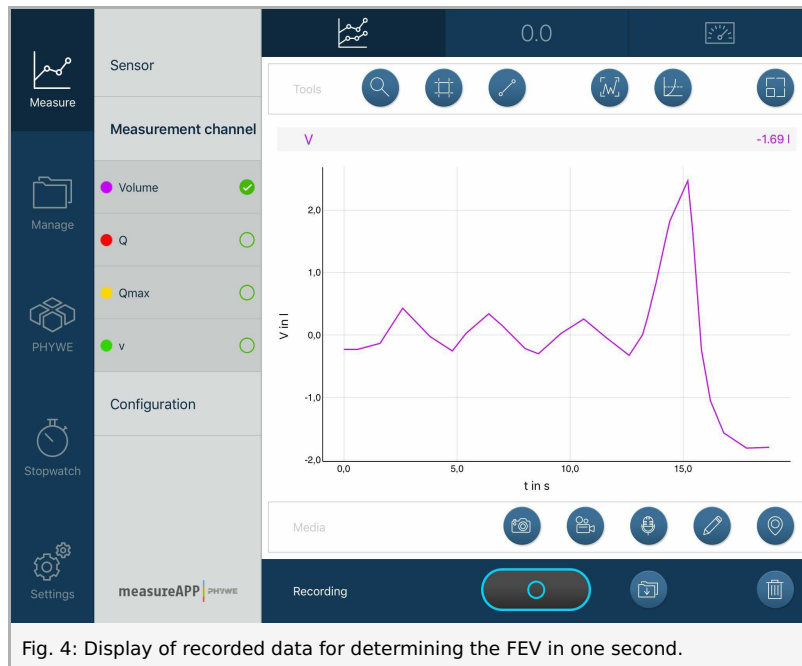 0.0
Measure
Manage
PHYWE
Stopwatch
Settings
Sensor
Measurement channel
Volume
Q
Qmax
v
Configuration
measureAPP PHYWE
Tools
V -1.69 l
2,0
1,0
0,0
-1,0
-2,0
V in l
0,0 5,0 10,0 15,0
t in s
Media
Recording
Fig. 4: Display of recorded data for determining the FEV in one second.